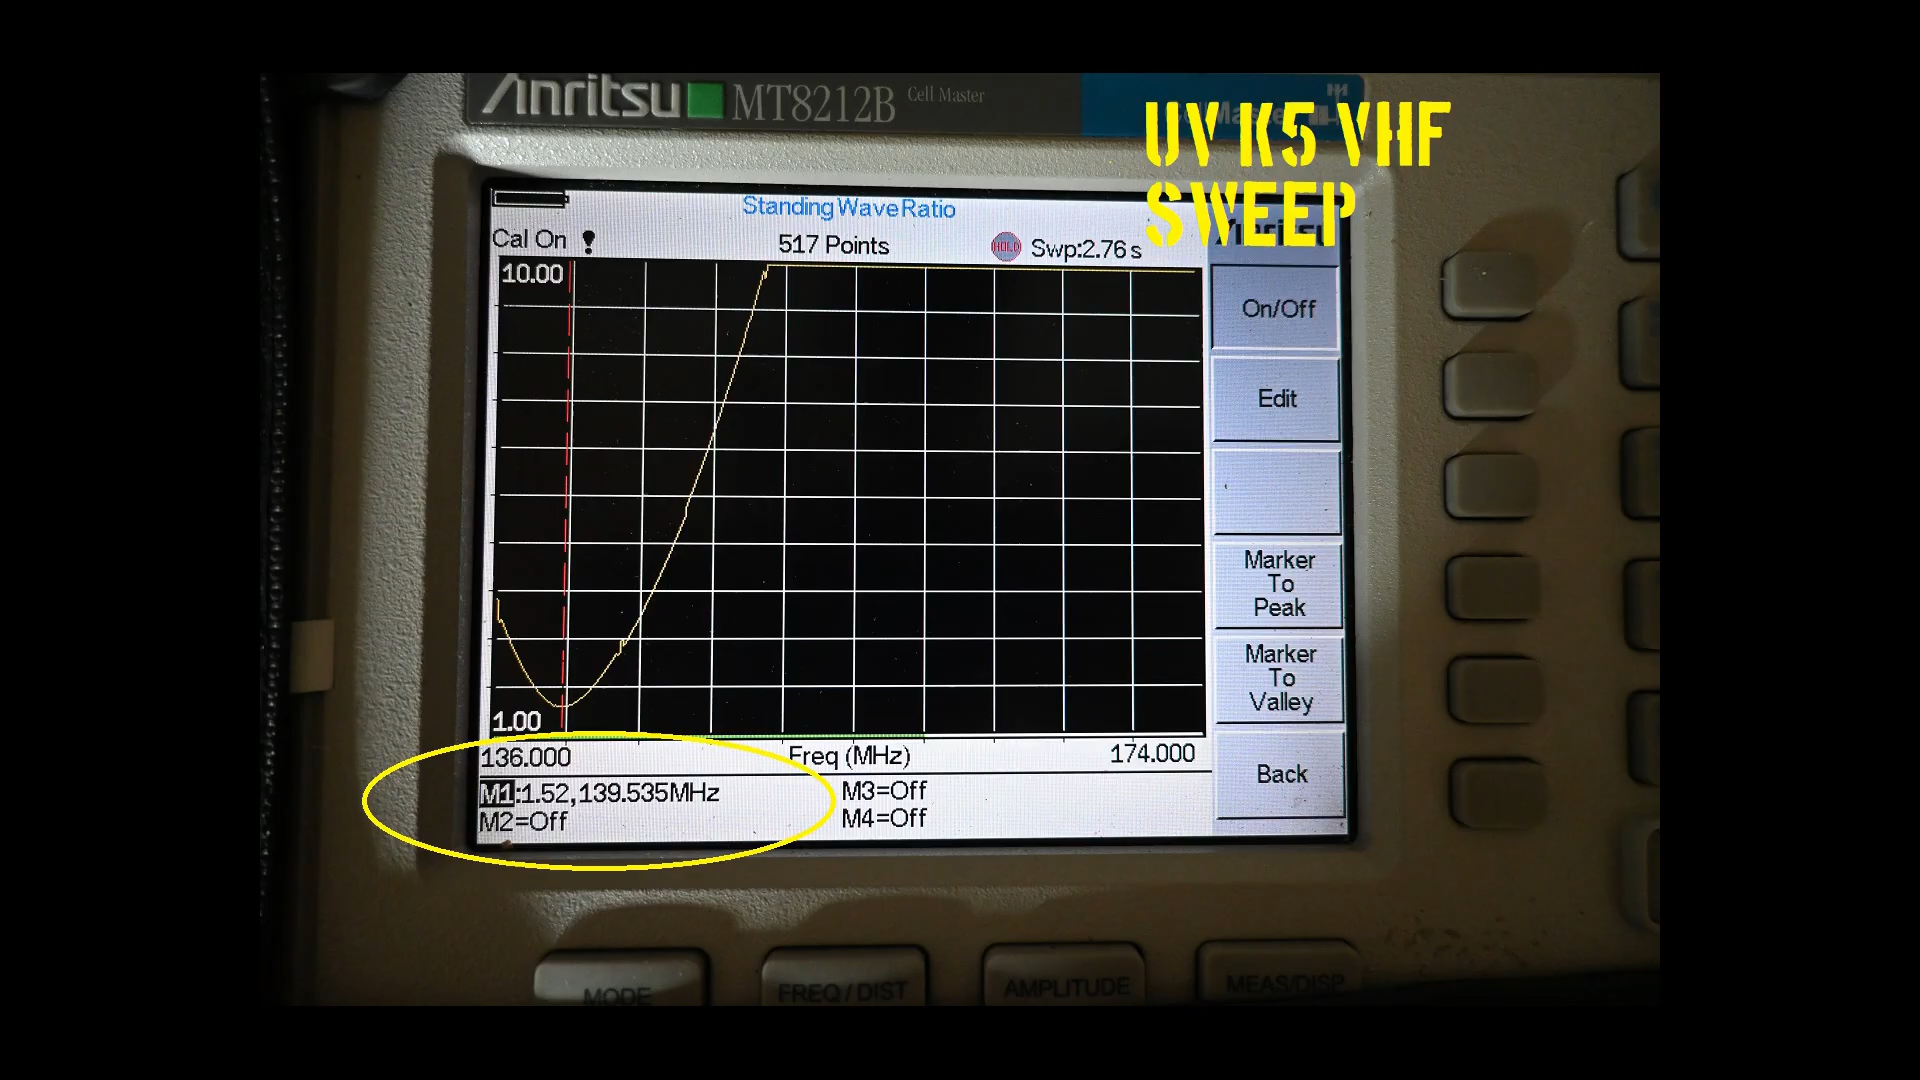 Anritsu MT8212B Cell Master
UV K5 VHF
SWEEP
Standing Wave Ratio
Cal On
517 Points
HOLD
Swp:2.76 s
10.00
1.00
136.000
Freq (MHz)
174.000
M1:1.52,139.535MHz
M2=Off
M3=Off
M4=Off
On/Off
Edit
Marker
To
Peak
Marker
To
Valley
Back
MODE
FREQ / DIST
AMPLITUDE
MEAS/DISP